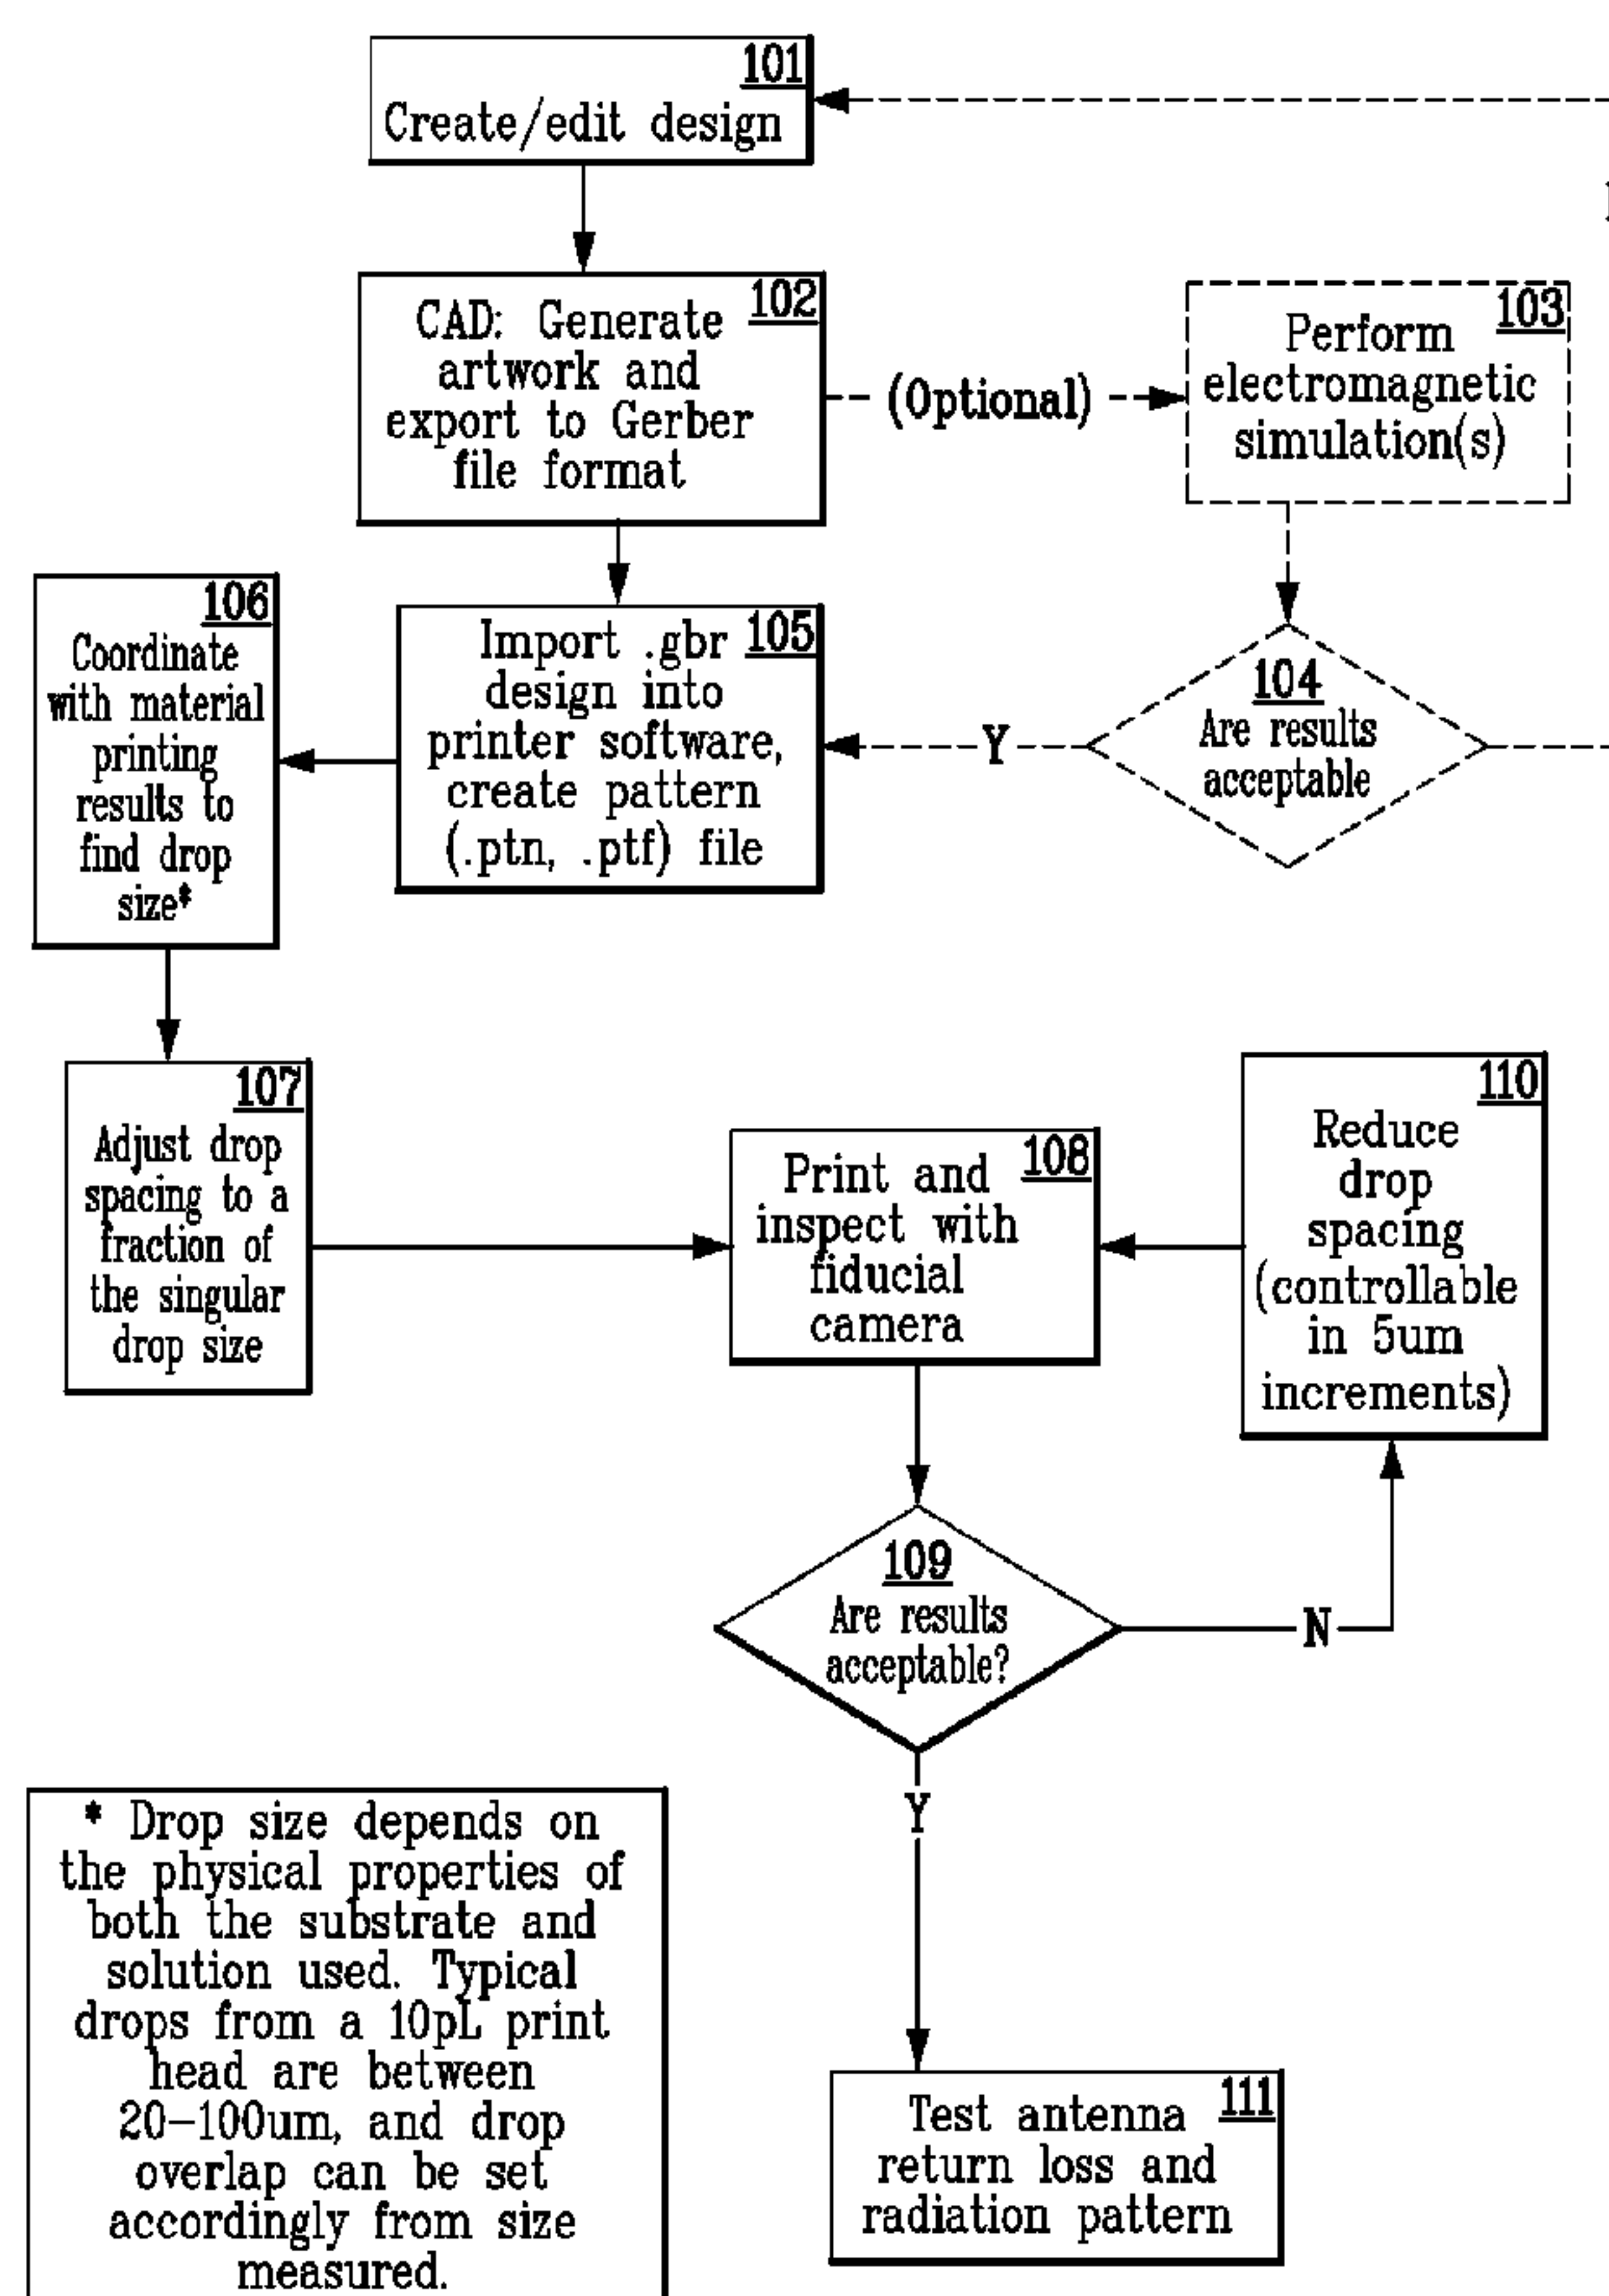 101
Create/edit design
102
CAD: Generate
artwork and
export to Gerber
file format
(Optional)
103
Perform
electromagnetic
simulation(s)
104
Are results
acceptable
Y
105
Import .gbr
design into
printer software,
create pattern
(.ptn, .ptf) file
106
Coordinate
with material
printing
results to
find drop
size*
107
Adjust drop
spacing to a
fraction of
the singular
drop size
108
Print and
inspect with
fiducial
camera
110
Reduce
drop
spacing
(controllable
in 5um
increments)
109
Are results
acceptable?
N
Y
111
Test antenna
return loss and
radiation pattern
* Drop size depends on
the physical properties of
both the substrate and
solution used. Typical
drops from a 10pL print
head are between
20-100um, and drop
overlap can be set
accordingly from size
measured.